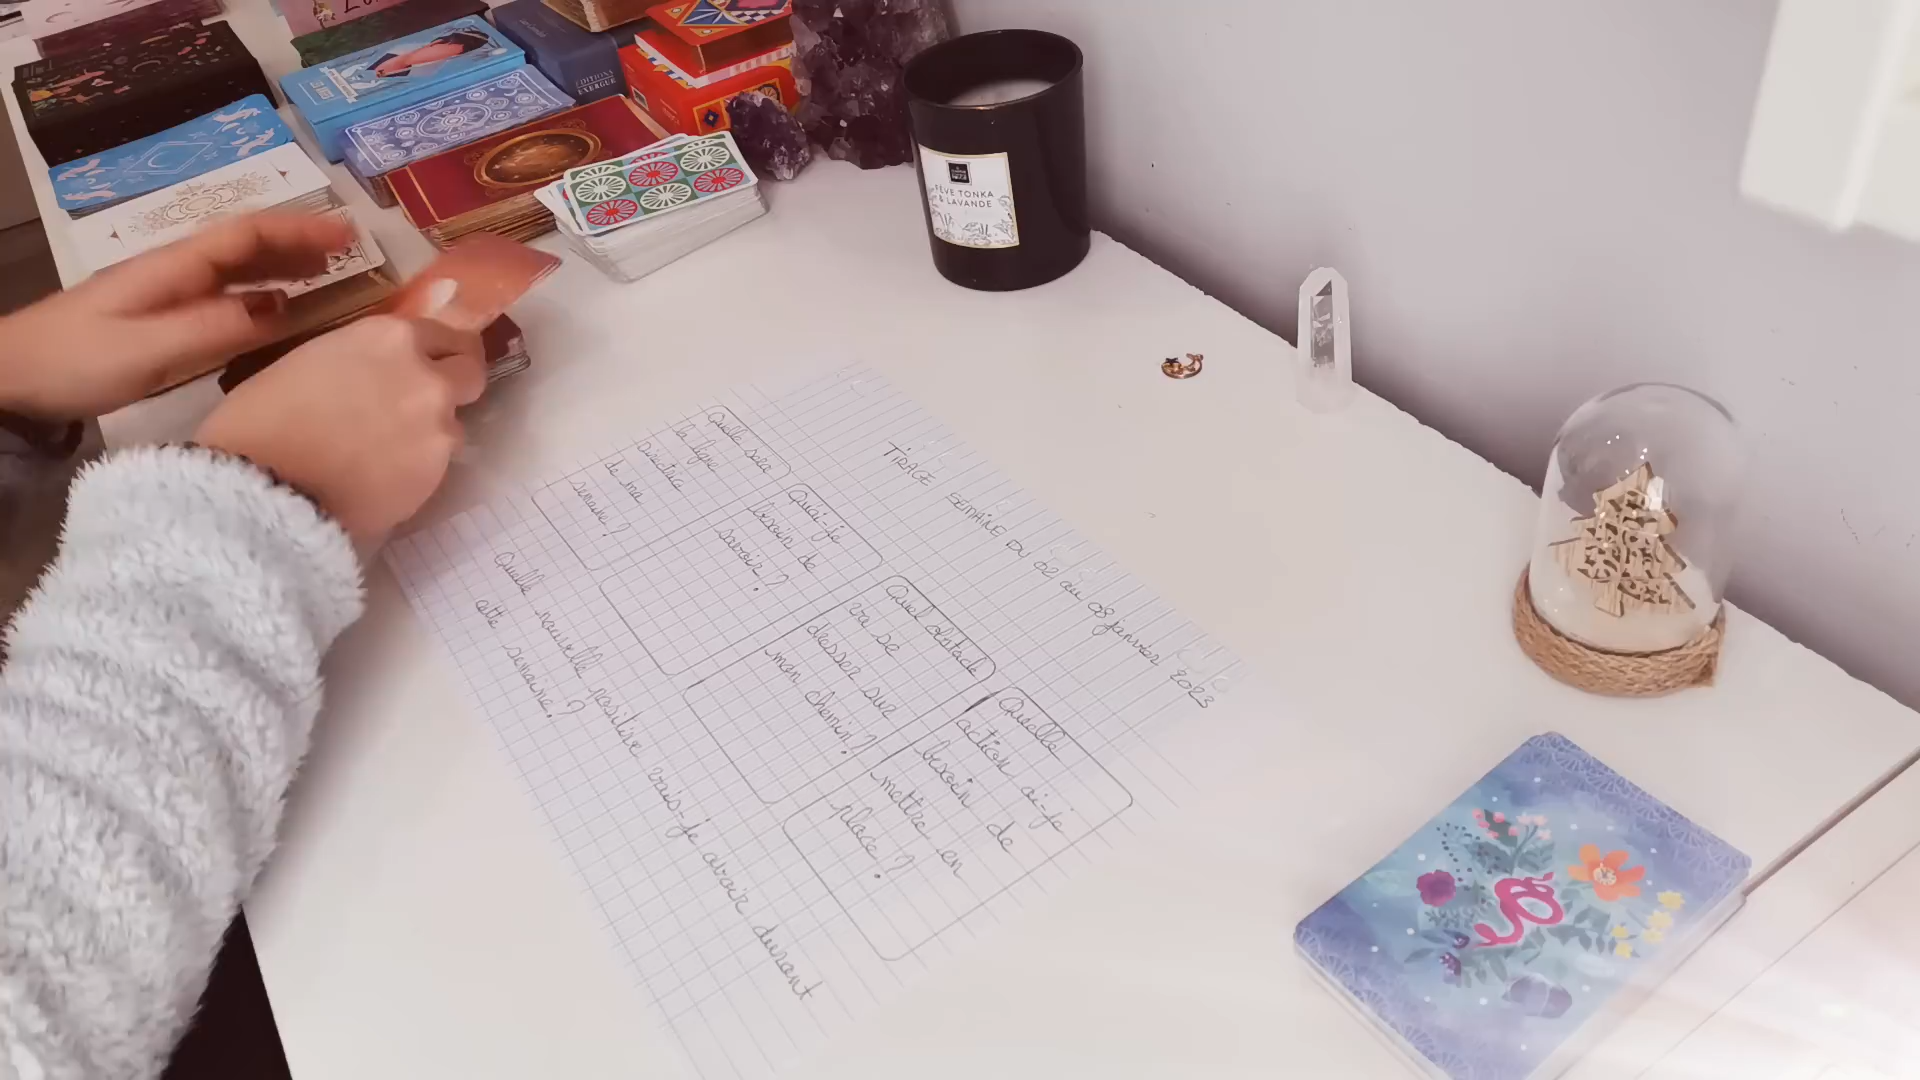 EDITIONS
EXERGUE
FÈVE TONKA
& LAVANDE
TIRAGE SEMAINE DU 02 au 08 janvier 2023
Quelle sera
la ligne
Directrice
de ma
semaine ?
Qu'ai-je
besoin de
savoir ?
Quel obstacle
va se
dresser sur
mon chemin ?
Quelle
action ai-je
besoin de
mettre en
place ?
Quelle nouvelle positive vais-je avoir durant
cette semaine ?